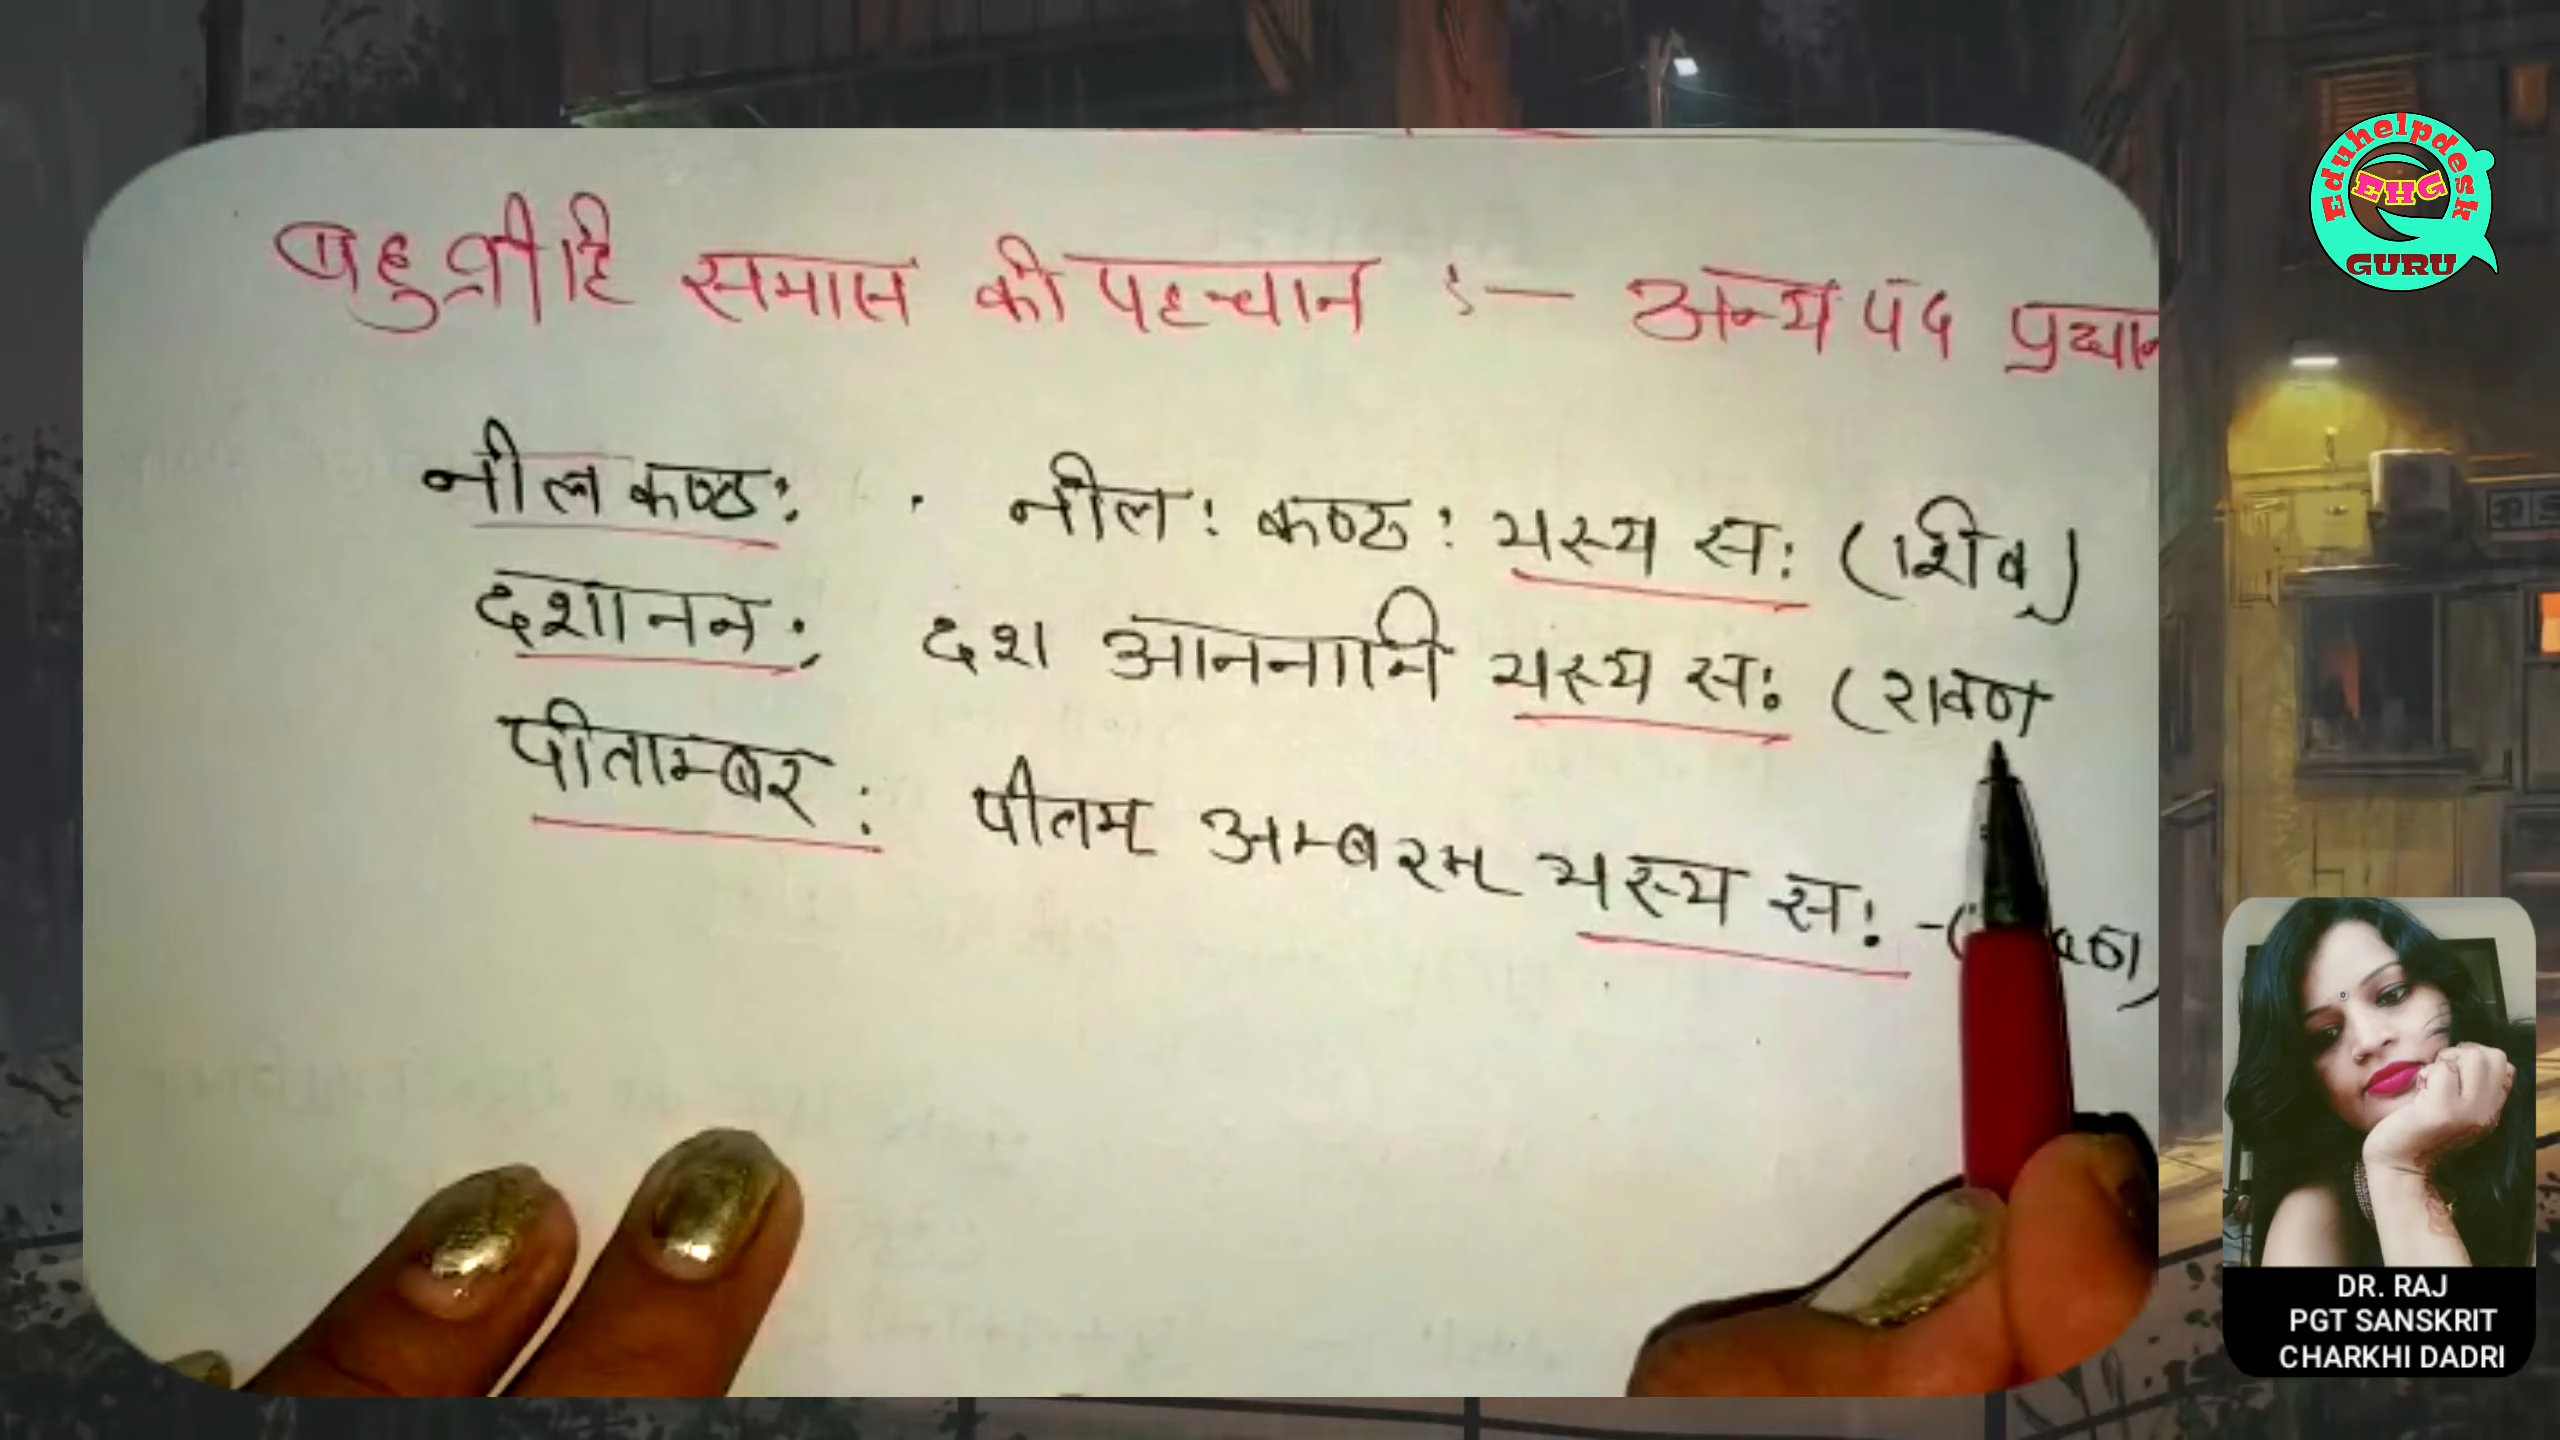 बहुव्रीहि समास की पहचान :— अन्य पद प्रधान
नीलकण्ठः नीलः कण्ठः यस्य सः (शिव)
दशाननः दश आननानि यस्य सः (रावण
पीताम्बरः पीतम् अम्बरम् यस्य सः -(
Eduhelpdesk
EHG
GURU
DR. RAJ
PGT SANSKRIT
CHARKHI DADRI